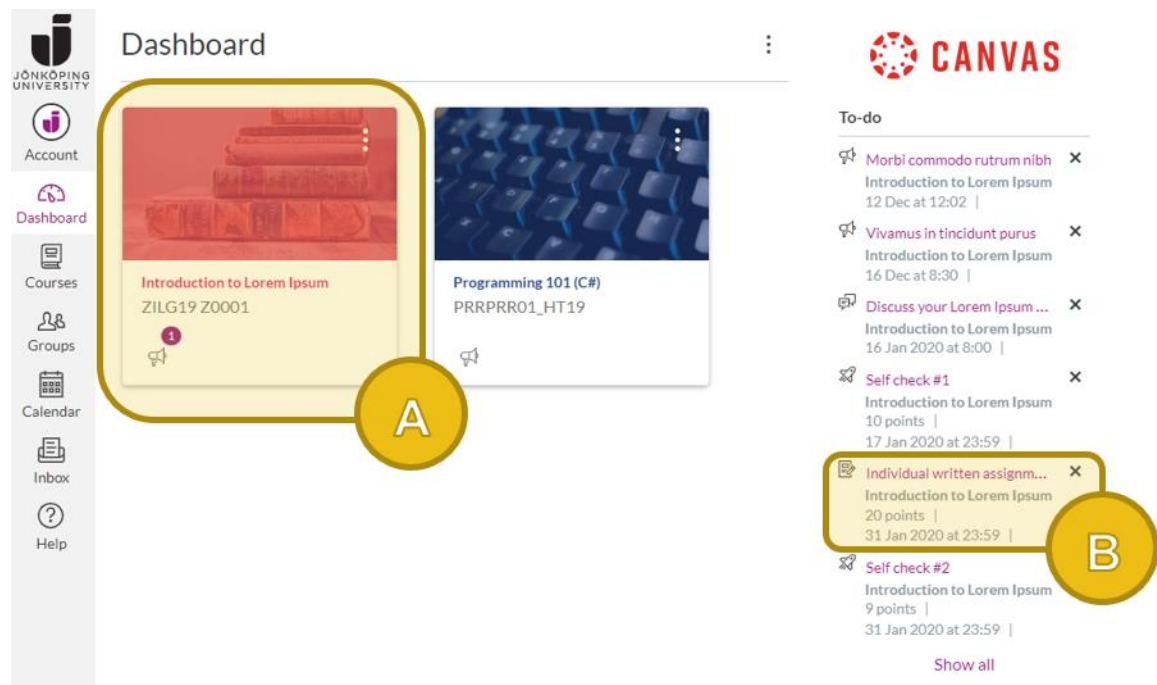 JÖNKÖPING
UNIVERSITY
Account
Dashboard
Courses
Groups
Calendar
Inbox
Help
Dashboard
Introduction to Lorem Ipsum
ZILG19 Z0001
1
A
Programming 101 (C#)
PRRPRR01_HT19
CANVAS
To-do
Morbi commodo rutrum nibh
Introduction to Lorem Ipsum
12 Dec at 12:02 |
Vivamus in tincidunt purus
Introduction to Lorem Ipsum
16 Dec at 8:30 |
Discuss your Lorem Ipsum ...
Introduction to Lorem Ipsum
16 Jan 2020 at 8:00 |
Self check #1
Introduction to Lorem Ipsum
10 points |
17 Jan 2020 at 23:59 |
Individual written assignm...
Introduction to Lorem Ipsum
20 points |
31 Jan 2020 at 23:59 |
B
Self check #2
Introduction to Lorem Ipsum
9 points |
31 Jan 2020 at 23:59 |
Show all